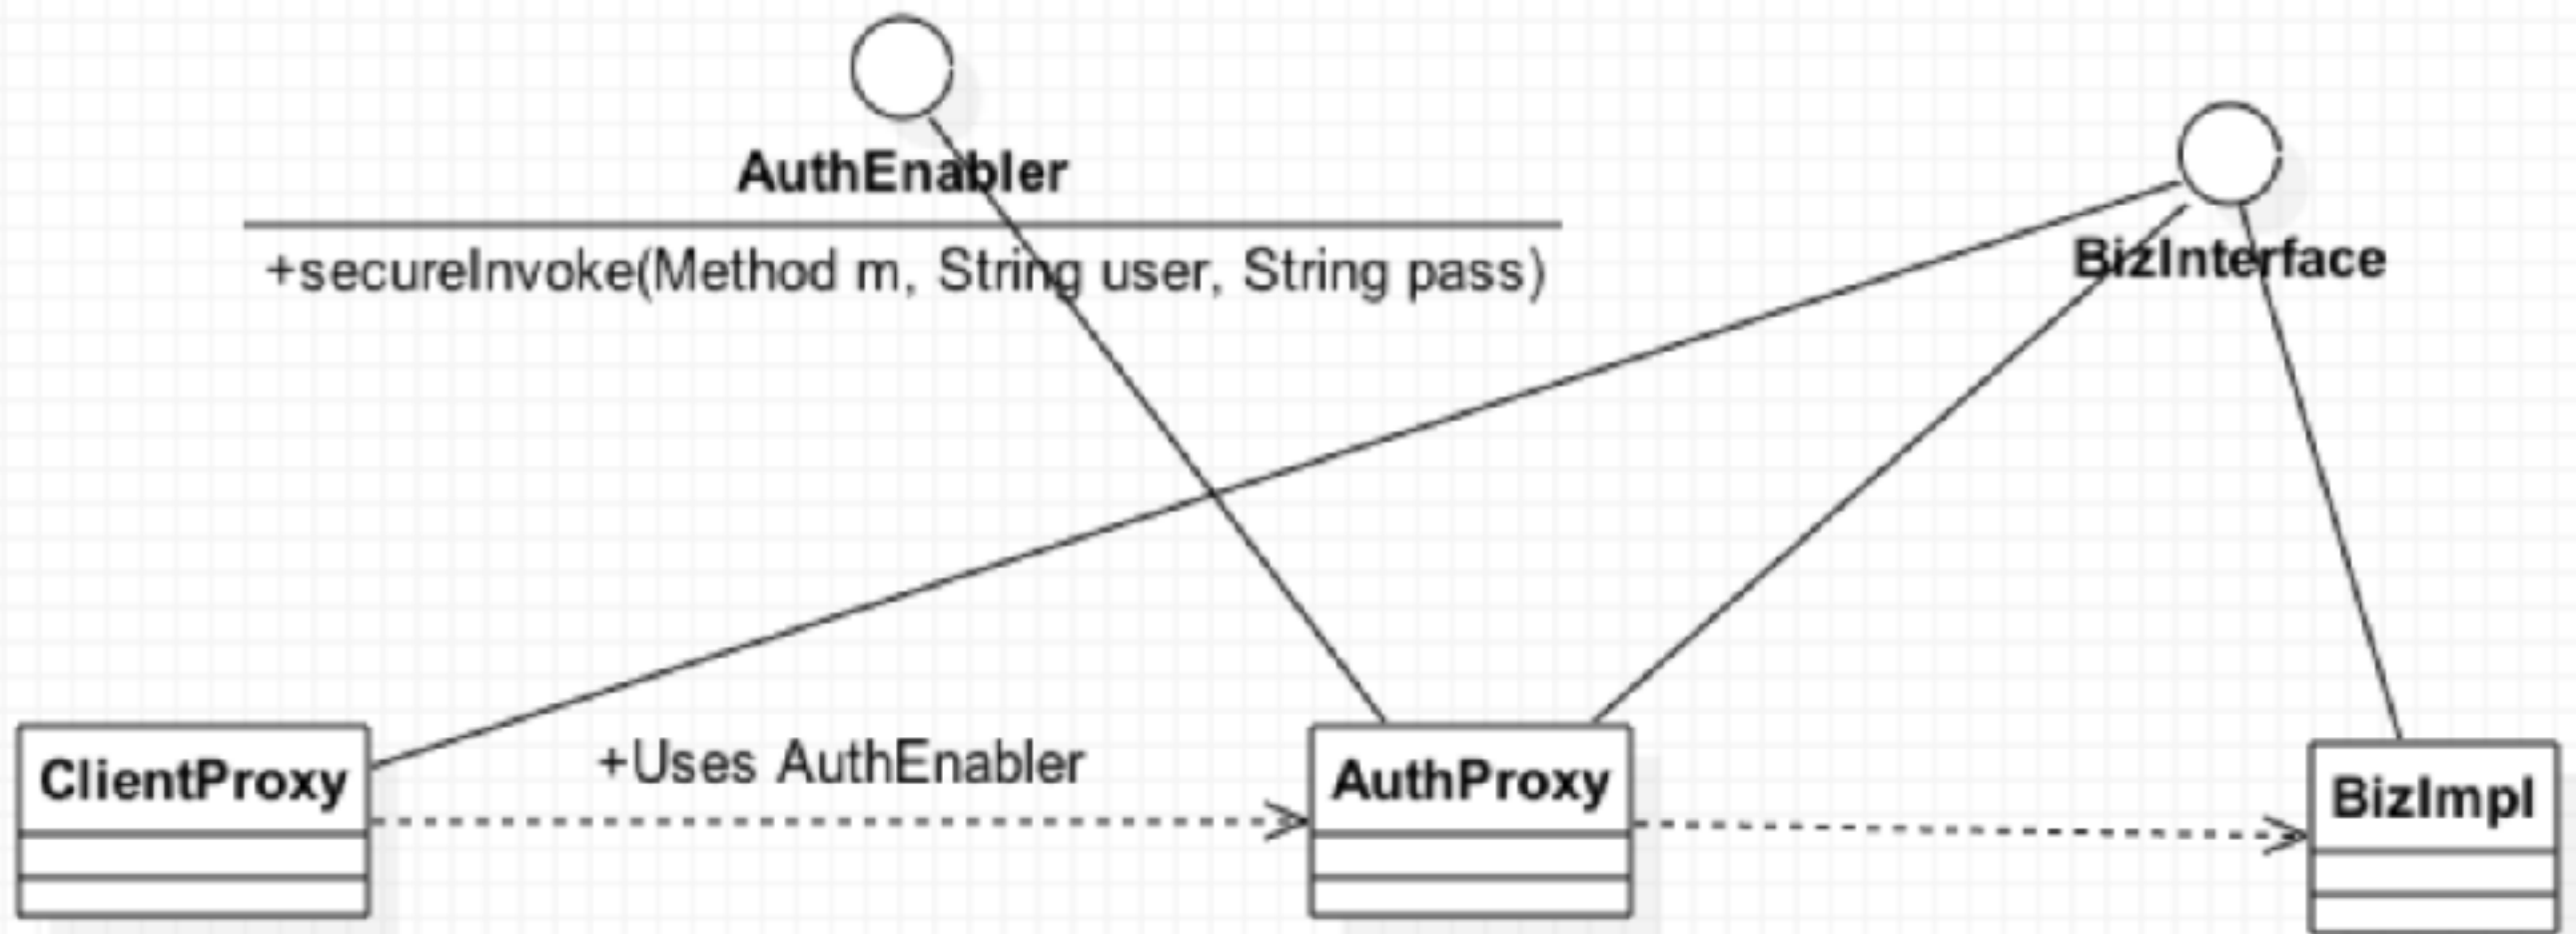 AuthEnabler
+secureInvoke(Method m, String user, String pass)
BizInterface
ClientProxy
+Uses AuthEnabler
AuthProxy
BizImpl